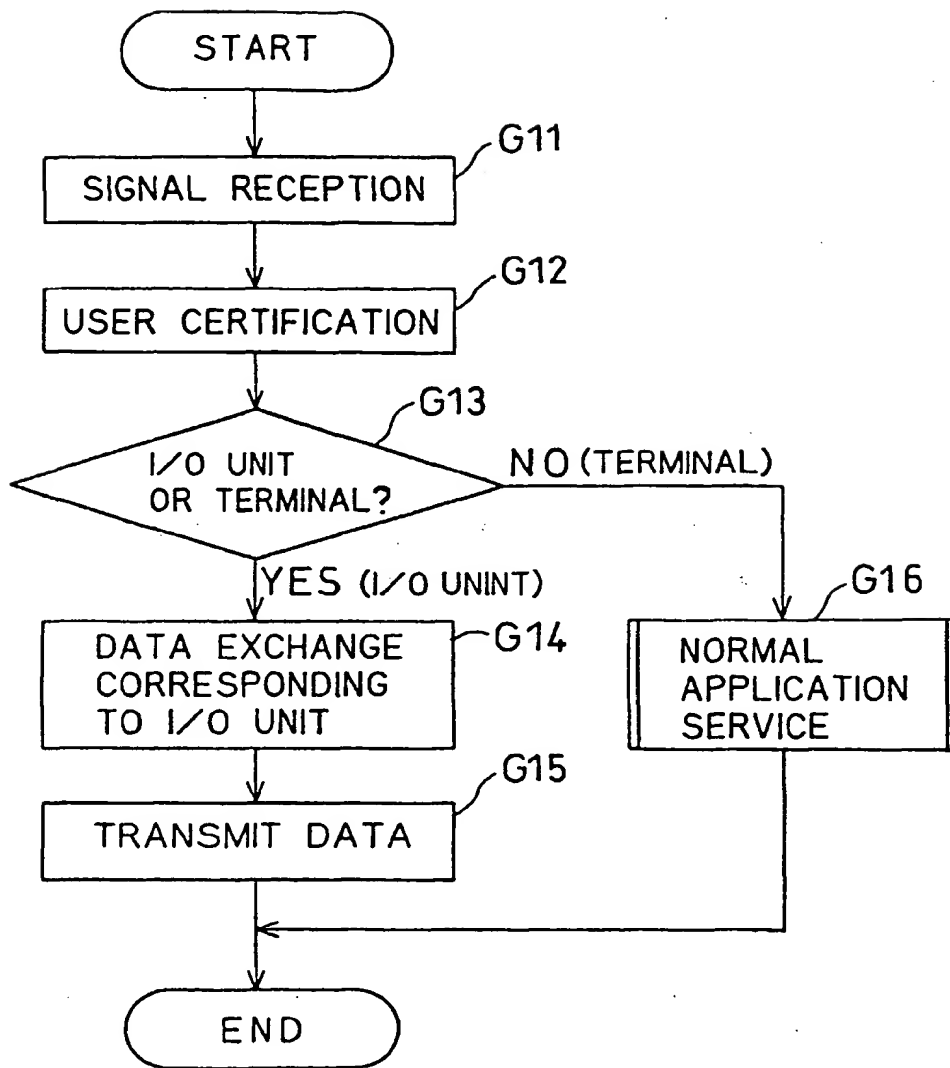 START
G11
SIGNAL RECEPTION
G12
USER CERTIFICATION
G13
I/O UNIT
OR TERMINAL?
NO (TERMINAL)
YES (I/O UNINT)
G14
DATA EXCHANGE
CORRESPONDING
TO I/O UNIT
G16
NORMAL
APPLICATION
SERVICE
G15
TRANSMIT DATA
END